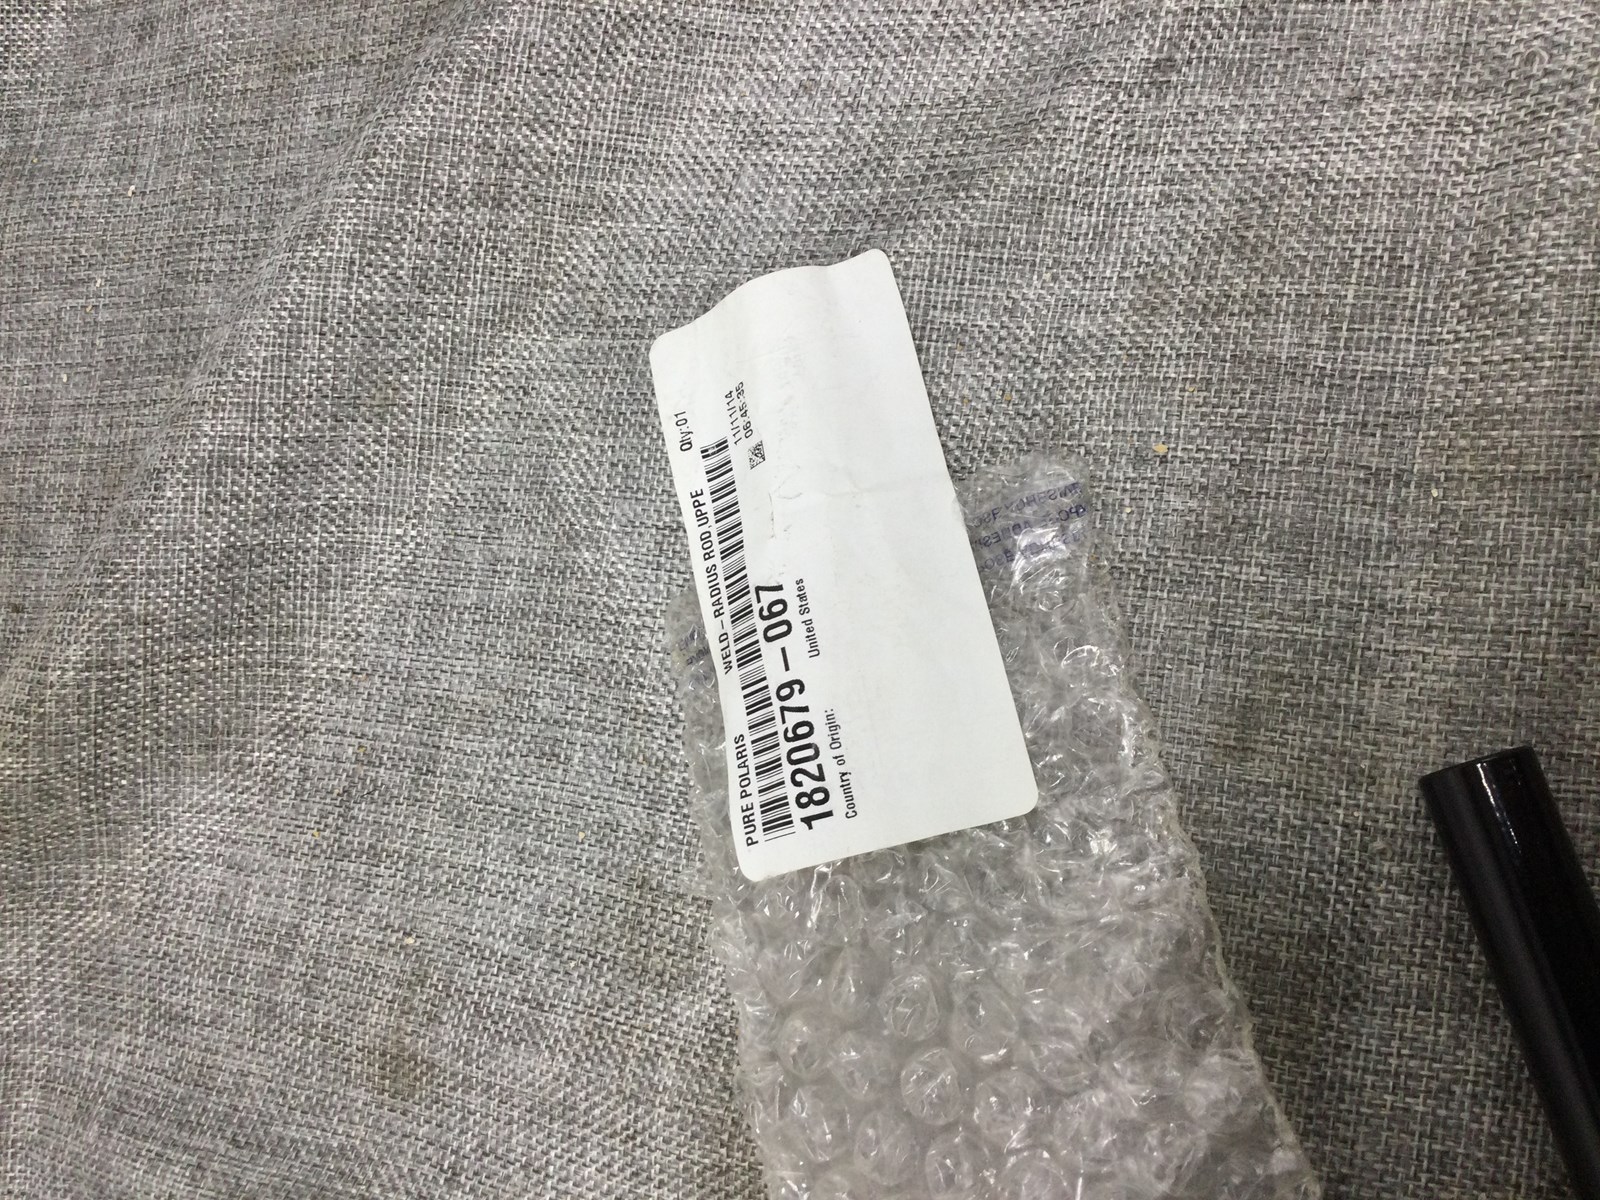 PURE POLARIS
WELD-RADIUS ROD,UPPE
Qty:01
11/11/14
06:45:35
1820679-067
Country of Origin:
United States